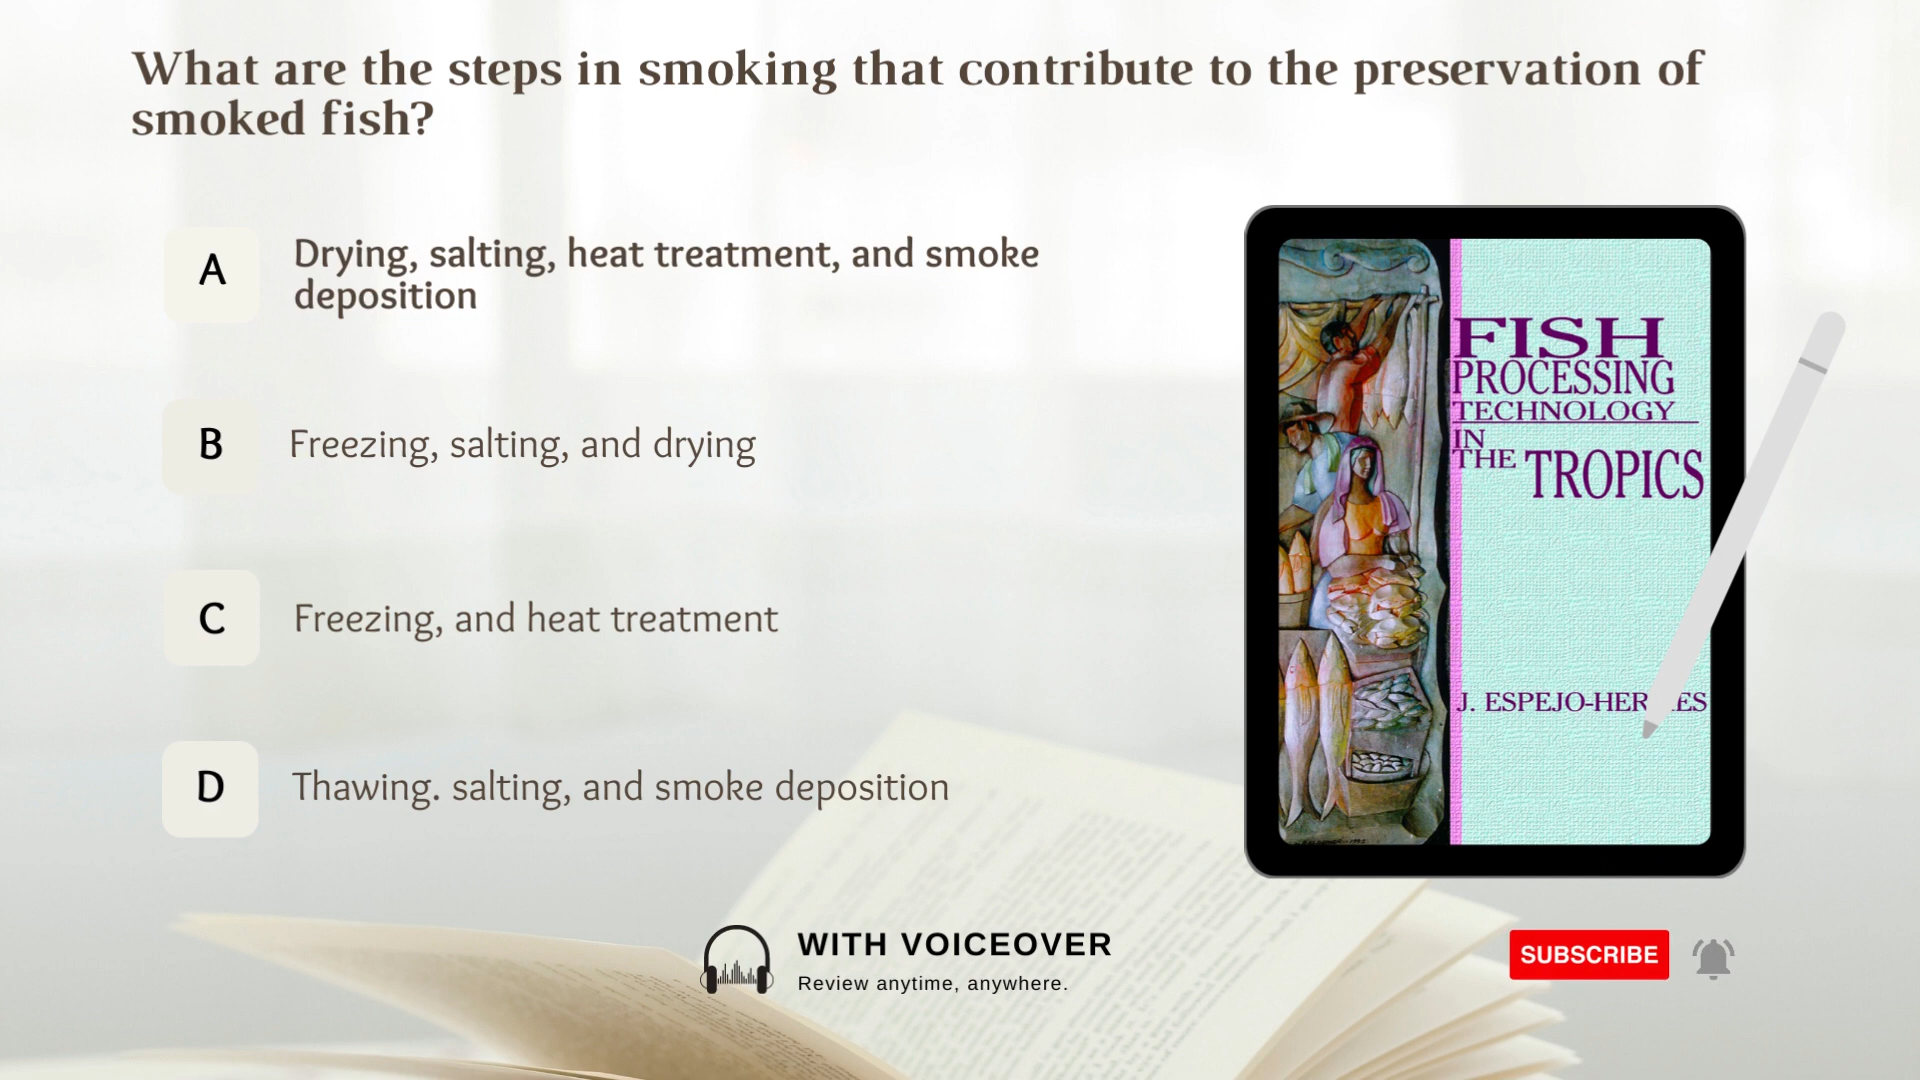 What are the steps in smoking that contribute to the preservation of
smoked fish?
A
Drying, salting, heat treatment, and smoke
deposition
B
Freezing, salting, and drying
C
Freezing, and heat treatment
D
Thawing. salting, and smoke deposition
FISH
PROCESSING
TECHNOLOGY
IN
THE TROPICS
J. ESPEJO-HER
WITH VOICEOVER
Review anytime, anywhere.
SUBSCRIBE